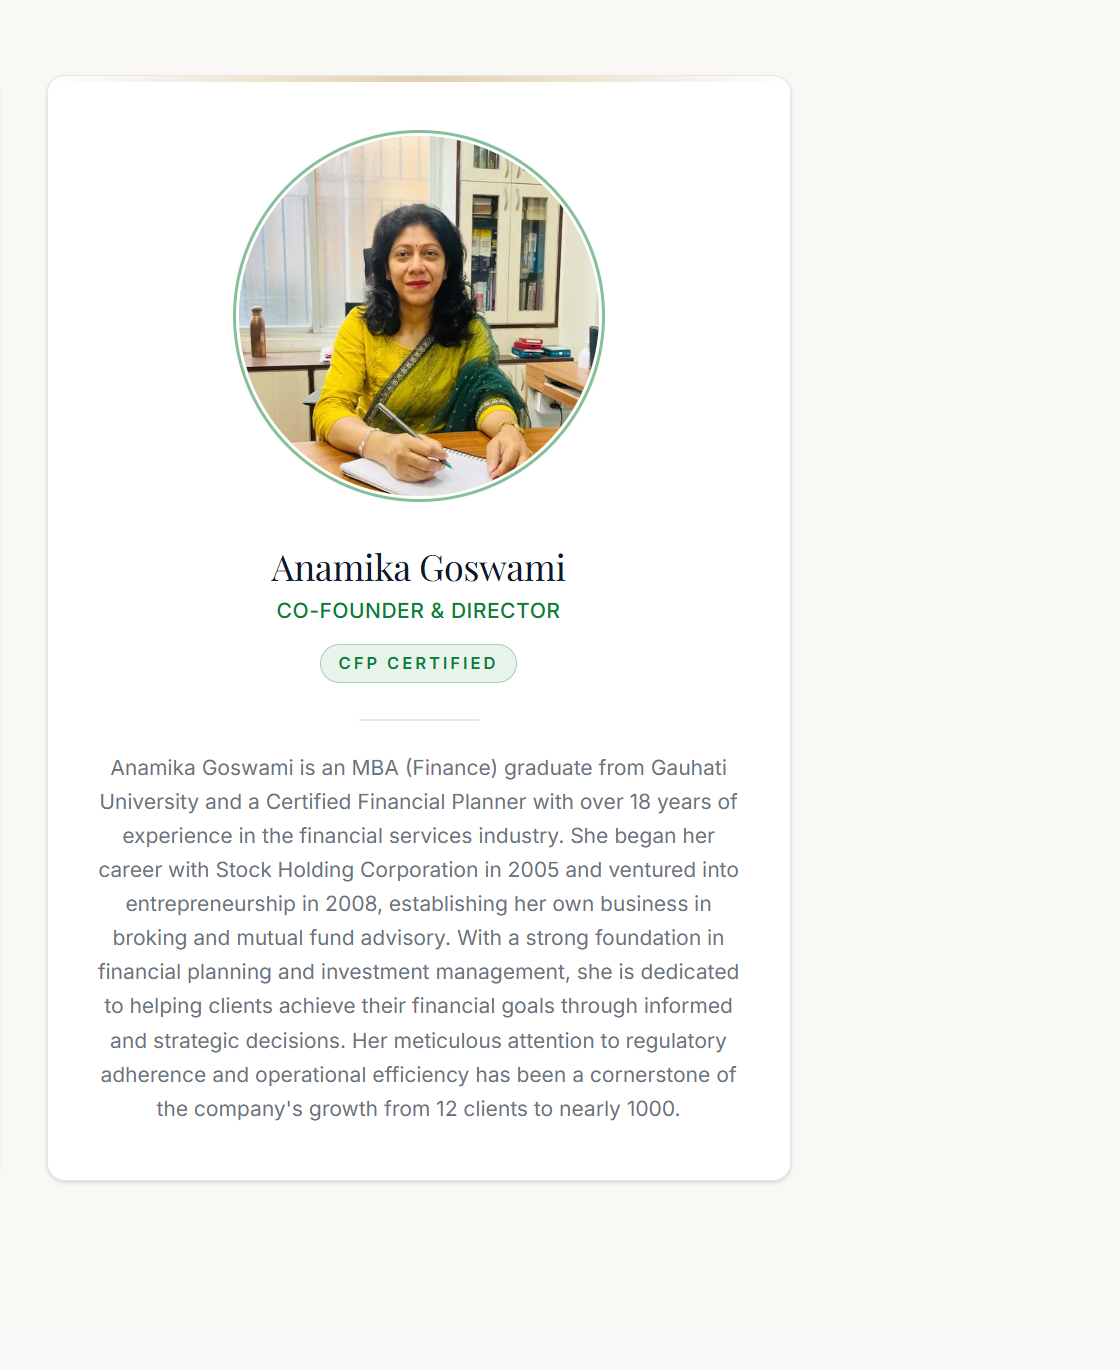 Anamika Goswami
CO-FOUNDER & DIRECTOR
CFP CERTIFIED
Anamika Goswami is an MBA (Finance) graduate from Gauhati
University and a Certified Financial Planner with over 18 years of
experience in the financial services industry. She began her
career with Stock Holding Corporation in 2005 and ventured into
entrepreneurship in 2008, establishing her own business in
broking and mutual fund advisory. With a strong foundation in
financial planning and investment management, she is dedicated
to helping clients achieve their financial goals through informed
and strategic decisions. Her meticulous attention to regulatory
adherence and operational efficiency has been a cornerstone of
the company's growth from 12 clients to nearly 1000.